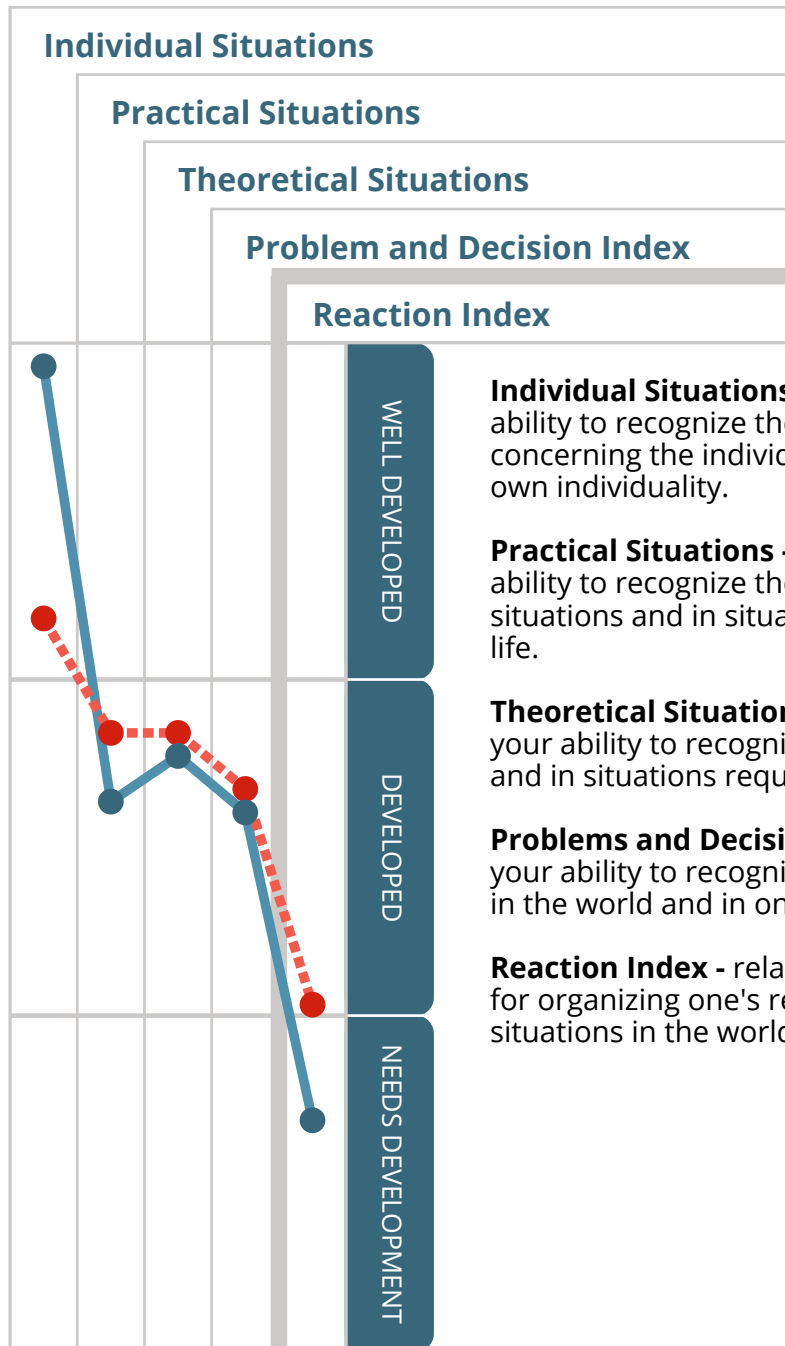 Individual Situations
Practical Situations
Theoretical Situations
Problem and Decision Index
Reaction Index
WELL DEVELOPED
DEVELOPED
NEEDS DEVELOPMENT
Individual Situations
ability to recognize the
concerning the individ
own individuality.
Practical Situations -
ability to recognize the
situations and in situa
life.
Theoretical Situation
your ability to recogni
and in situations requ
Problems and Decisi
your ability to recogni
in the world and in on
Reaction Index - rela
for organizing one's re
situations in the world